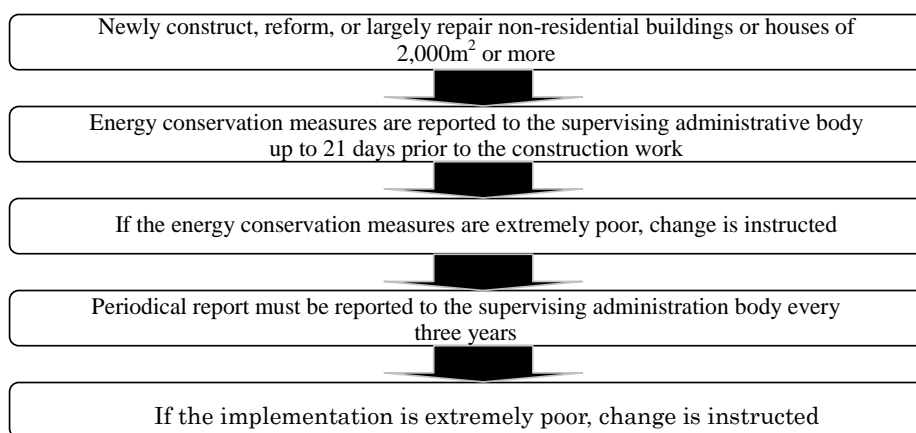 Newly construct, reform, or largely repair non-residential buildings or houses of
2,000m² or more
Energy conservation measures are reported to the supervising administrative body
up to 21 days prior to the construction work
If the energy conservation measures are extremely poor, change is instructed
Periodical report must be reported to the supervising administration body every
three years
If the implementation is extremely poor, change is instructed